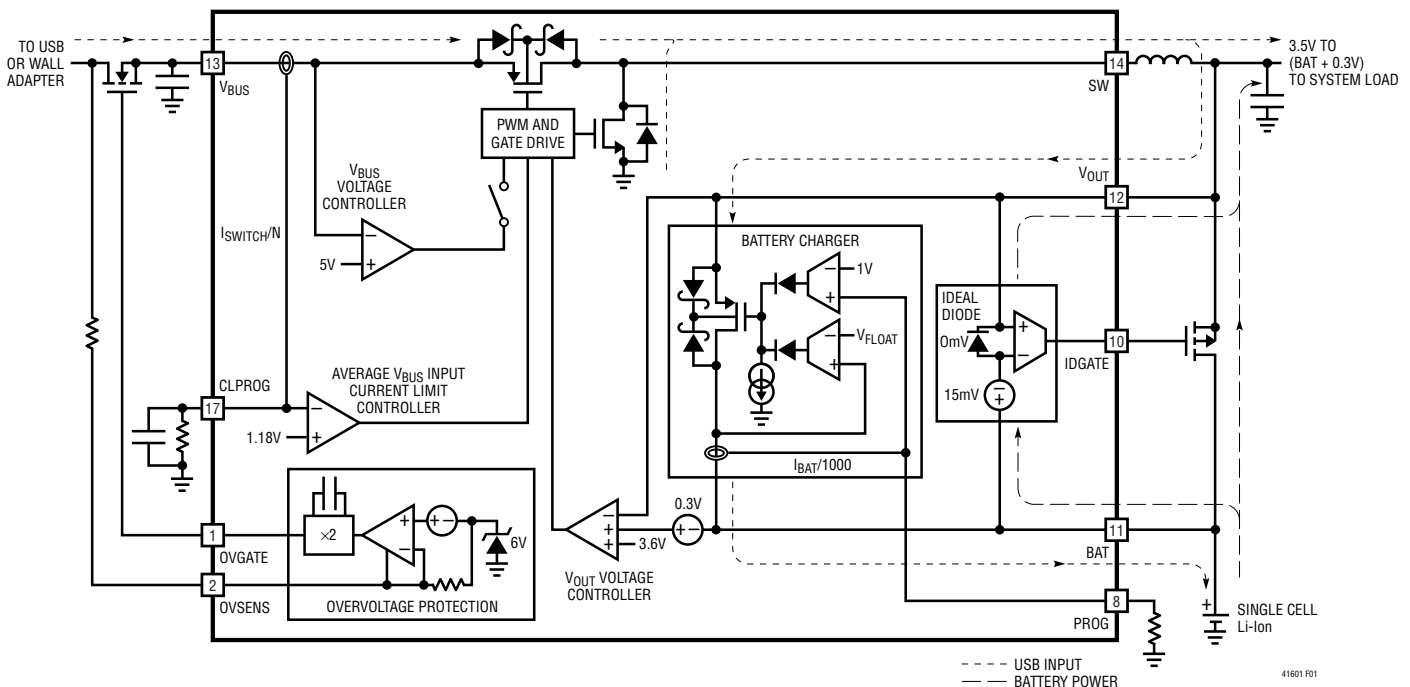 TO USB
OR WALL
ADAPTER
13
VBUS
14
SW
3.5V TO
(BAT + 0.3V)
TO SYSTEM LOAD
PWM AND
GATE DRIVE
VBUS
VOLTAGE
CONTROLLER
ISWITCH/N
5V
−
+
VOUT
12
BATTERY CHARGER
1V
−
+
VFLOAT
−
+
IBAT/1000
IDEAL
DIODE
0mV
+
−
15mV
−
+
10
IDGATE
CLPROG
17
AVERAGE VBUS INPUT
CURRENT LIMIT
CONTROLLER
1.18V
−
+
1
OVGATE
2
OVSENS
×2
+
−
+ −
6V
OVERVOLTAGE PROTECTION
−
+
+
3.6V
0.3V
+ −
VOUT VOLTAGE
CONTROLLER
11
BAT
8
PROG
+
SINGLE CELL
Li-Ion
USB INPUT
BATTERY POWER
41601 F01